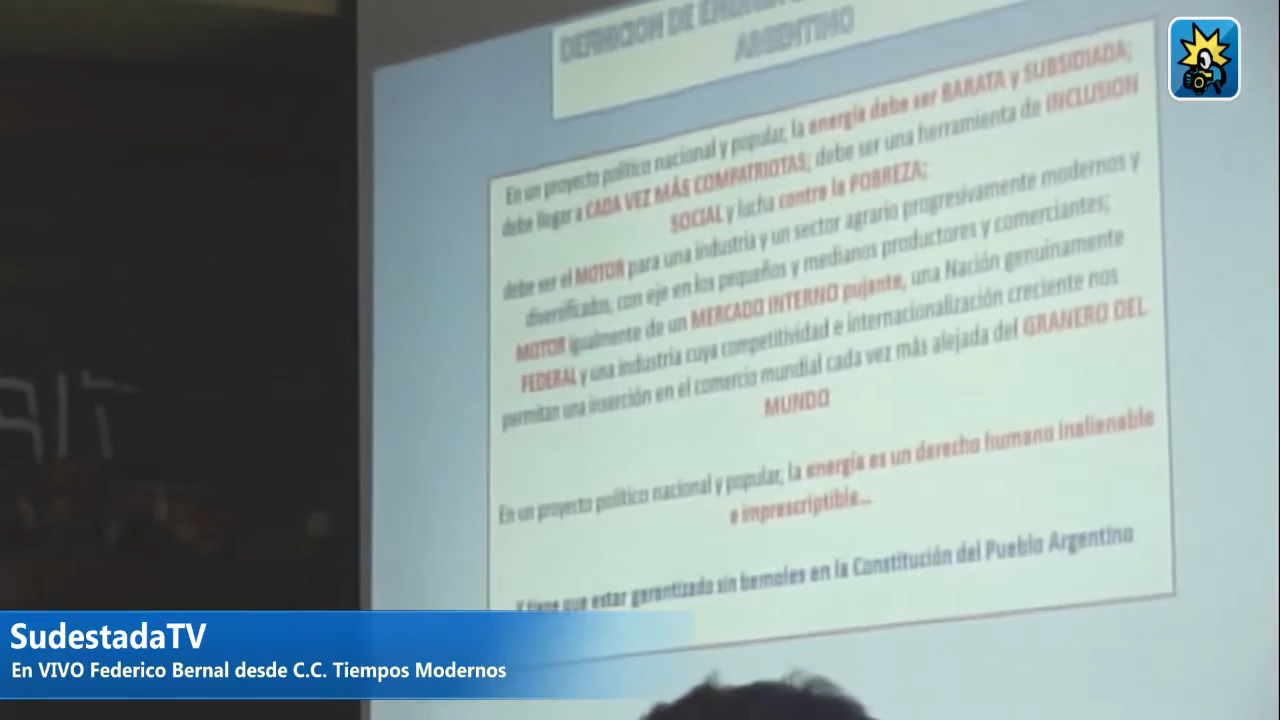 DEFINICION DE ENERGÍA
ARGENTINO
En un proyecto político nacional y popular, la energía debe ser BARATA y SUBSIDIADA;
debe llegar a CADA VEZ MÁS COMPATRIOTAS; debe ser una herramienta de INCLUSION
SOCIAL y lucha contra la POBREZA;
debe ser el MOTOR para una industria y un sector agrario progresivamente modernos y
diversificados, con eje en los pequeños y medianos productores y comerciantes;
MOTOR igualmente de un MERCADO INTERNO pujante, una Nación genuinamente
FEDERAL y una industria cuya competitividad e internacionalización creciente nos
permitan una inserción en el comercio mundial cada vez más alejada del GRANERO DEL
MUNDO
En un proyecto político nacional y popular, la energía es un derecho humano inalienable
e imprescriptible...
Y tiene que estar garantizado sin bemoles en la Constitución del Pueblo Argentino
SudestadaTV
En VIVO Federico Bernal desde C.C. Tiempos Modernos